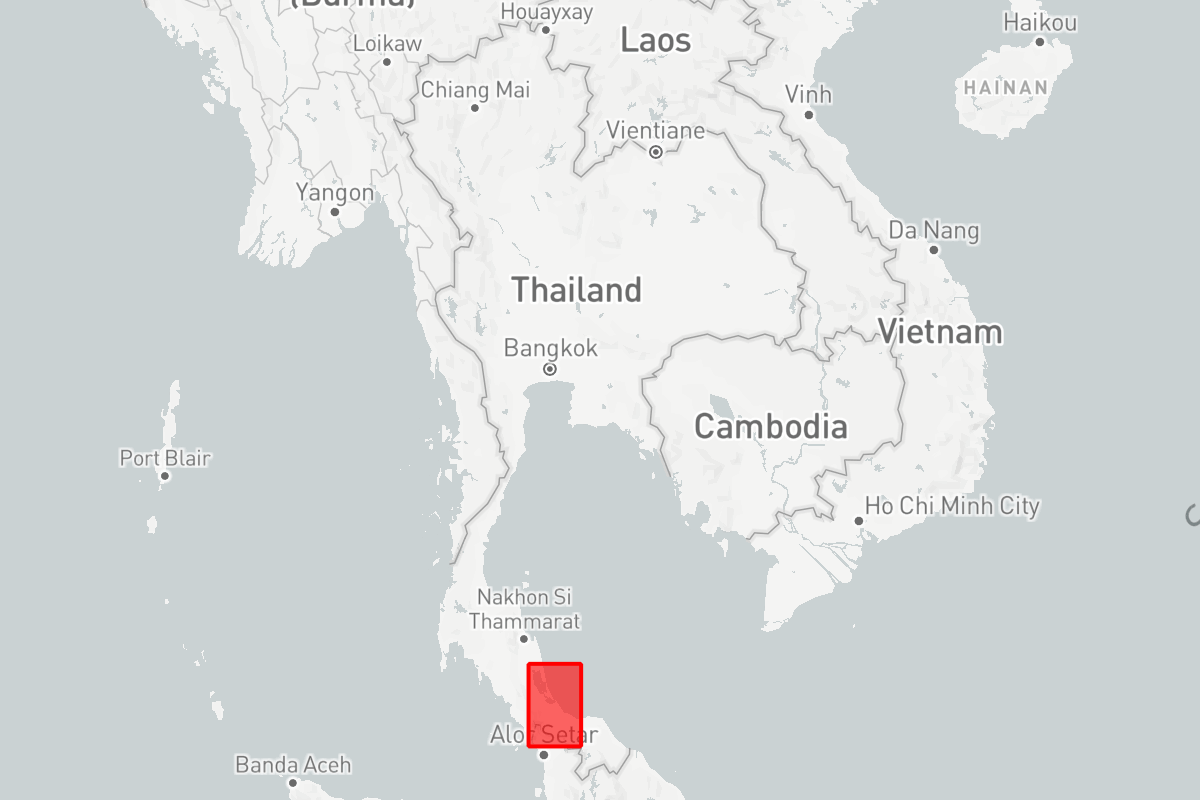 (Burma)
Houayxay
Haikou
Loikaw
Laos
HAINAN
Chiang Mai
Vinh
Vientiane
Yangon
Da Nang
Thailand
Vietnam
Bangkok
Cambodia
Port Blair
Ho Chi Minh City
Nakhon Si
Thammarat
Alor Setar
Banda Aceh